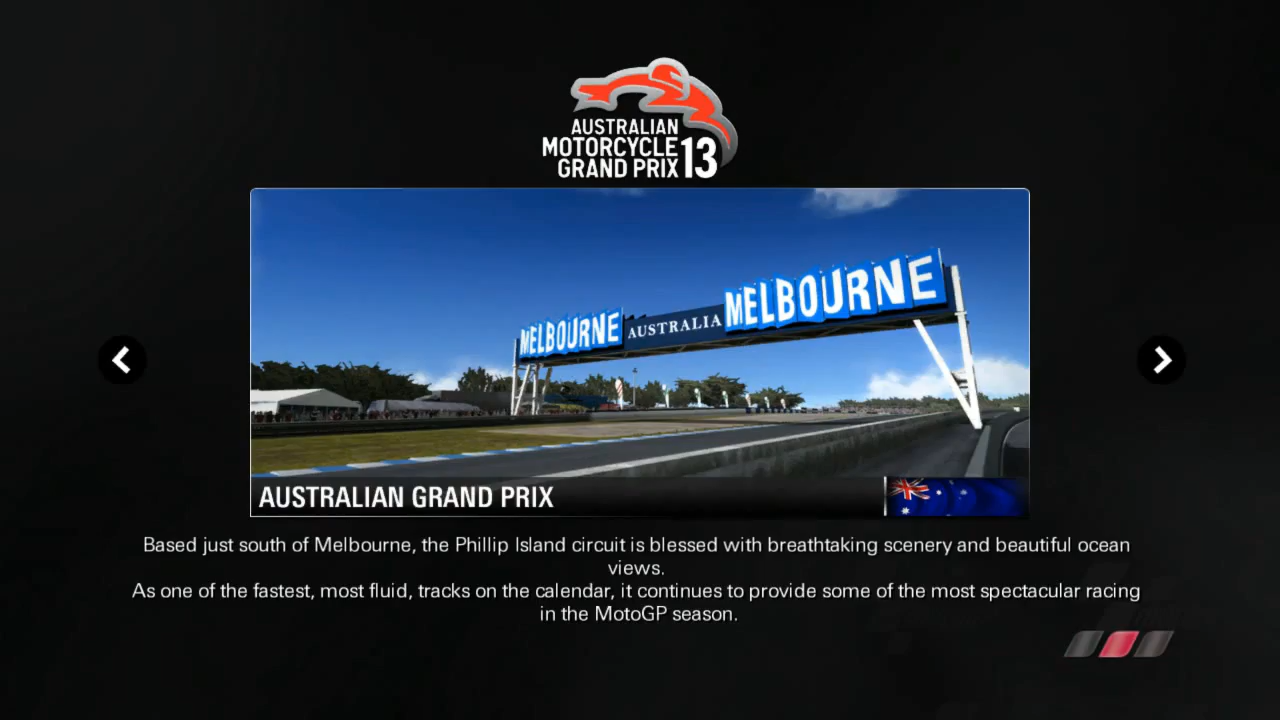 AUSTRALIAN
MOTORCYCLE
GRAND PRIX 13
MELBOURNE AUSTRALIA MELBOURNE
AUSTRALIAN GRAND PRIX
Based just south of Melbourne, the Phillip Island circuit is blessed with breathtaking scenery and beautiful ocean
views.
As one of the fastest, most fluid, tracks on the calendar, it continues to provide some of the most spectacular racing
in the MotoGP season.